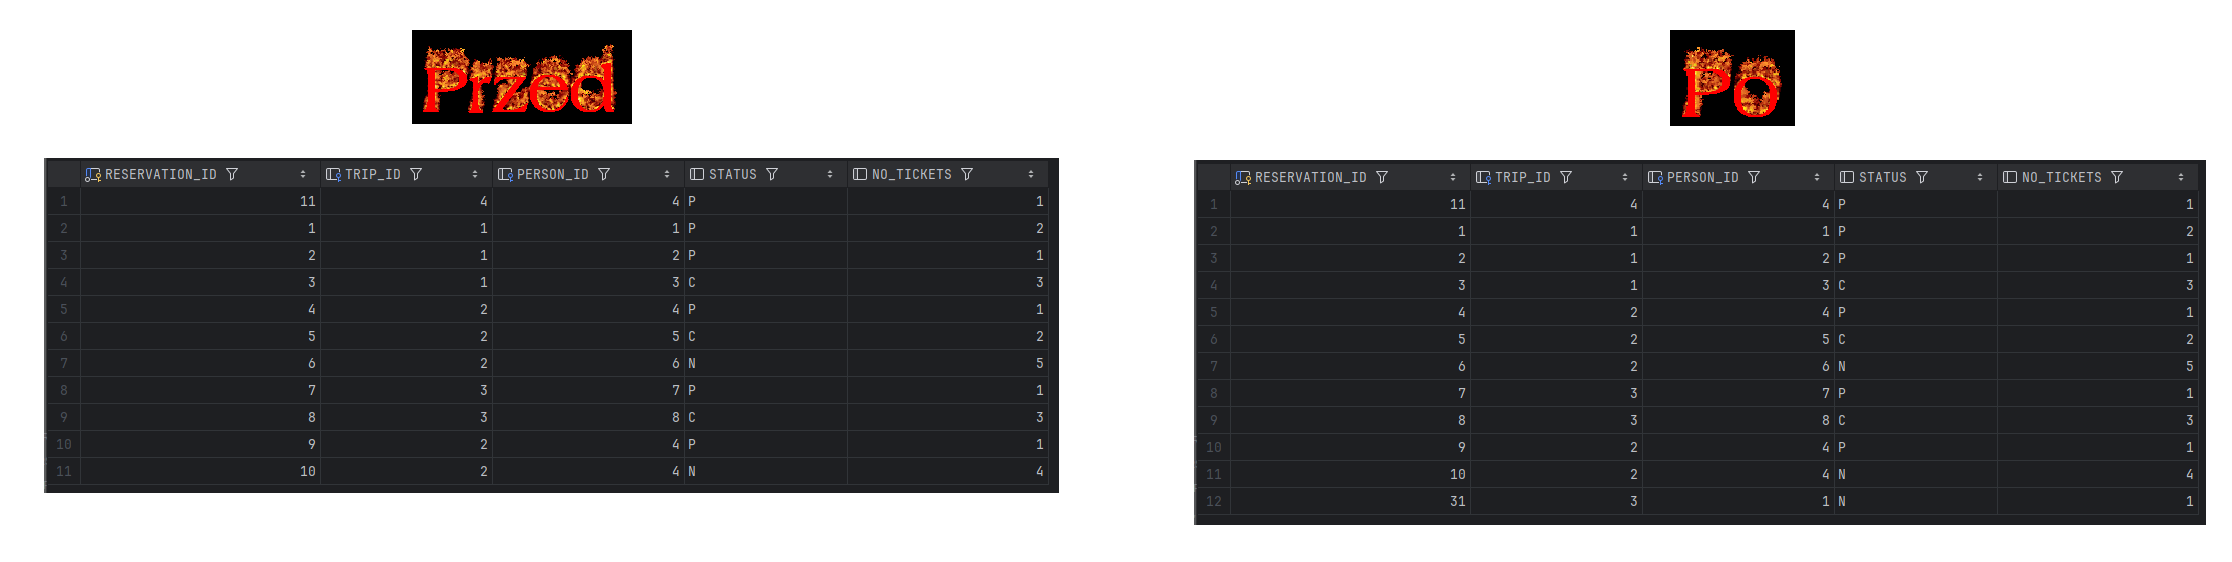 Przed
RESERVATION_ID TRIP_ID PERSON_ID STATUS NO_TICKETS
1 11 4 4 P 1
2 1 1 1 P 2
3 2 1 2 P 1
4 3 1 3 C 3
5 4 2 4 P 1
6 5 2 5 C 2
7 6 2 6 N 5
8 7 3 7 P 1
9 8 3 8 C 3
10 9 2 4 P 1
11 10 2 4 N 4
Po
RESERVATION_ID TRIP_ID PERSON_ID STATUS NO_TICKETS
1 11 4 4 P 1
2 1 1 1 P 2
3 2 1 2 P 1
4 3 1 3 C 3
5 4 2 4 P 1
6 5 2 5 C 2
7 6 2 6 N 5
8 7 3 7 P 1
9 8 3 8 C 3
10 9 2 4 P 1
11 10 2 4 N 4
12 31 3 1 N 1